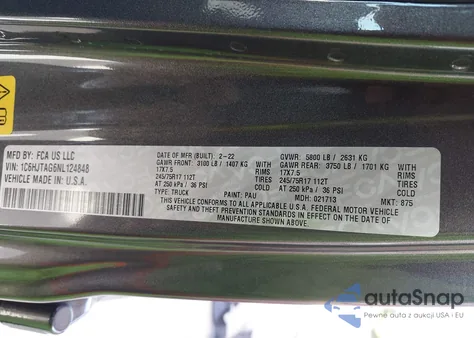 MFD BY: FCA US LLC
VIN: 1C6HJTAG6NL124848
VEHICLE MADE IN: U.S.A.
DATE OF MFR (BUILT): 2-22
GAWR FRONT: 3100 LB / 1407 KG
WITH
17X7.5 RIMS
245/75R17 112T TIRES
AT 250 kPa / 36 PSI COLD
TYPE: TRUCK PAINT: PAU
GVWR: 5800 LB / 2631 KG
GAWR REAR: 3750 LB / 1701 KG
WITH
17X7.5 RIMS
245/75R17 112T TIRES
AT 250 kPa / 36 PSI COLD
MDH: 021713 MKT: 875
THIS VEHICLE CONFORMS TO ALL APPLICABLE U.S.A. FEDERAL MOTOR VEHICLE
SAFETY AND THEFT PREVENTION STANDARDS IN EFFECT ON THE DATE OF
MANUFACTURE SHOWN ABOVE.
autoSnap
Pewne auta z aukcji USA i EU